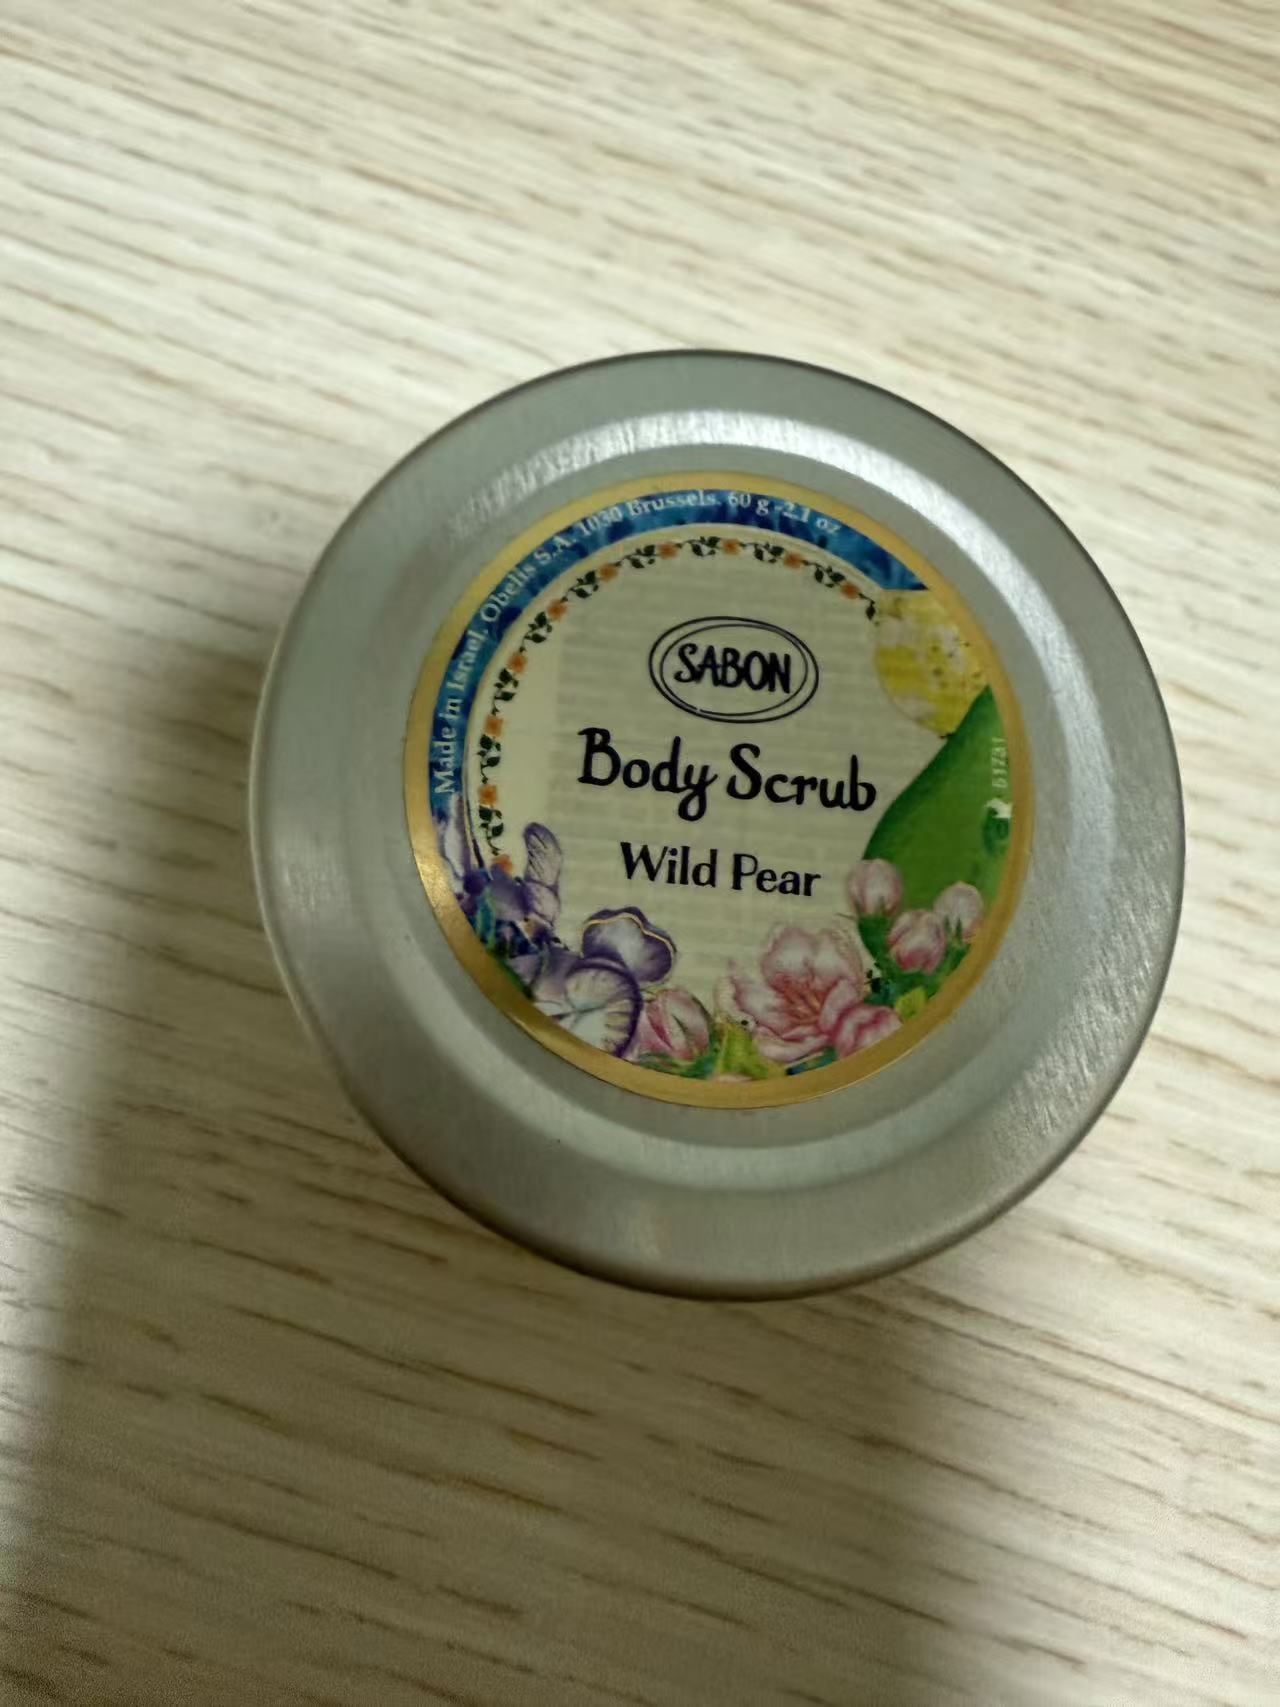 Made in Israel. Obelis S.A. 1030 Brussels. 60 g -2.1 oz
SABON
Body Scrub
Wild Pear